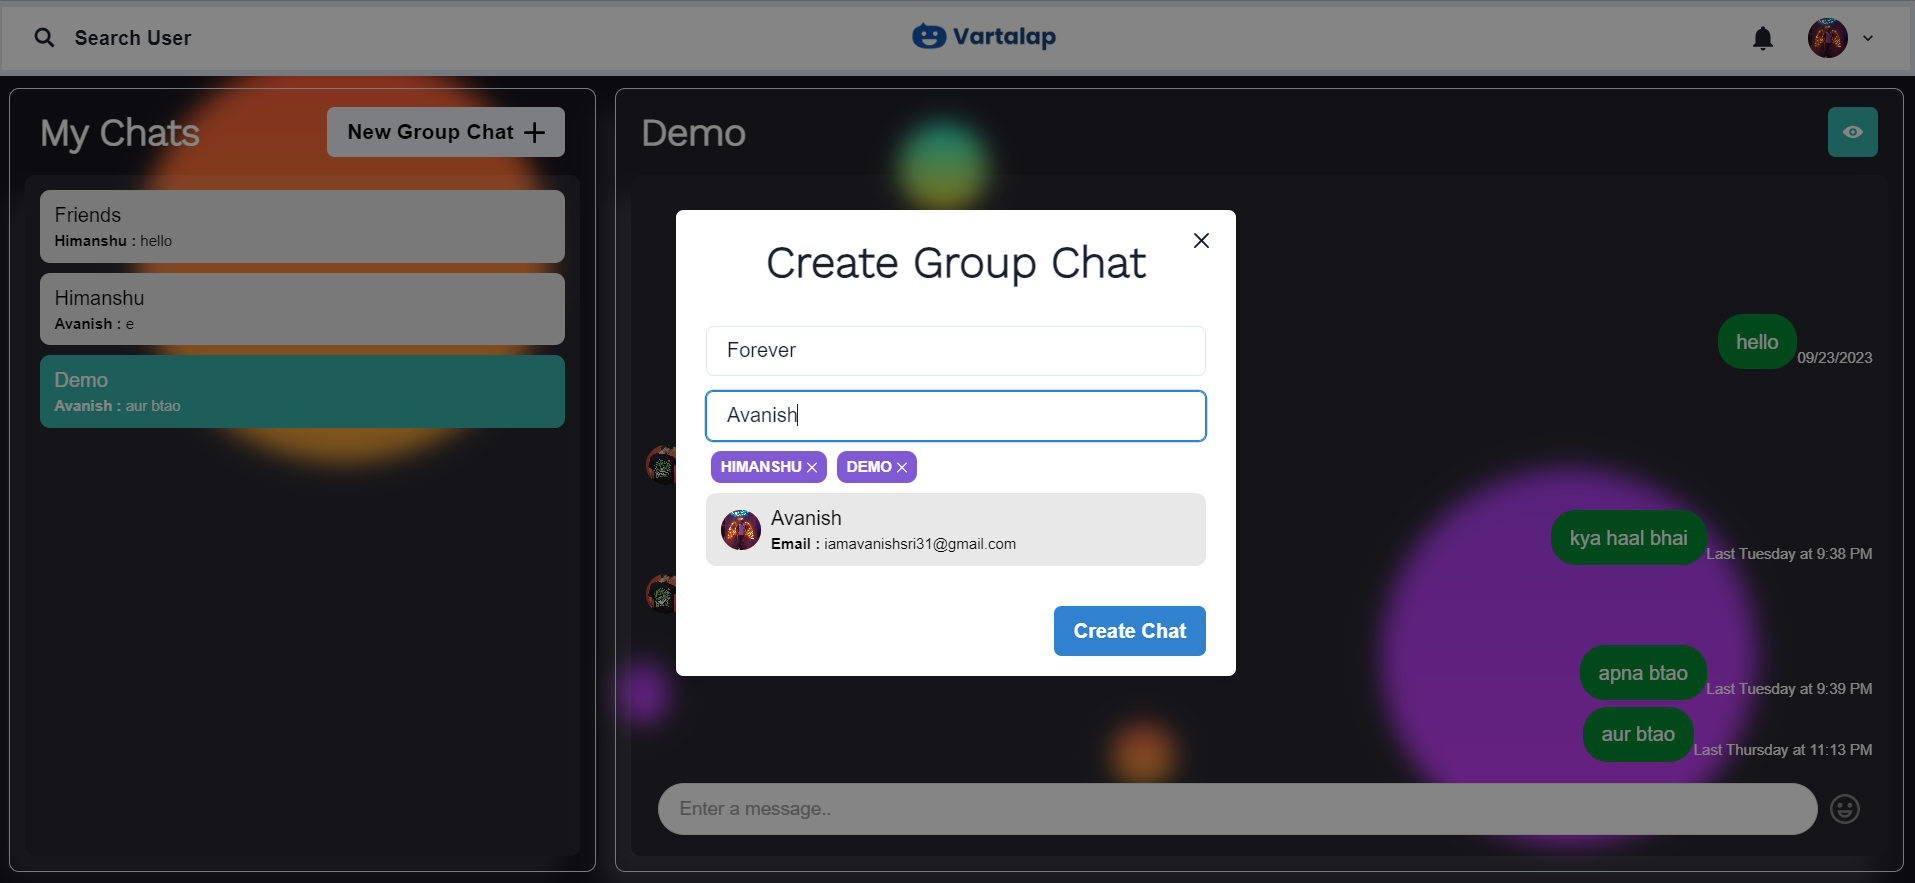 Search User
Vartalap
My Chats
New Group Chat
Friends
Himanshu : hello
Himanshu
Avanish : e
Demo
Avanish : aur btao
Demo
hello
09/23/2023
kya haal bhai
Last Tuesday at 9:38 PM
apna btao
Last Tuesday at 9:39 PM
aur btao
Last Thursday at 11:13 PM
Enter a message..
Create Group Chat
Forever
Avanish
HIMANSHU
DEMO
Avanish
Email : iamavanishsri31@gmail.com
Create Chat